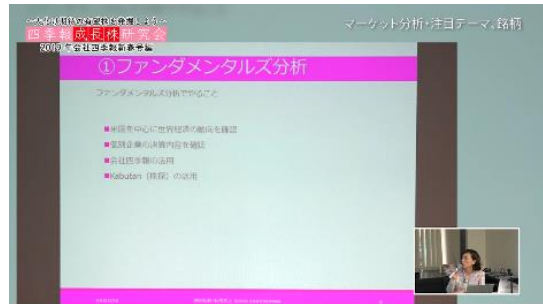 四季報成長株研究会
2019年会社四季報新春号編
マーケット分析・注目テーマ、銘柄
①ファンダメンタルズ分析
ファンダメンタルズ分析でやること
■米国を中心に世界経済の動向を確認
■個別企業の決算内容を確認
■会社四季報の活用
■Kabutan(株探)の活用